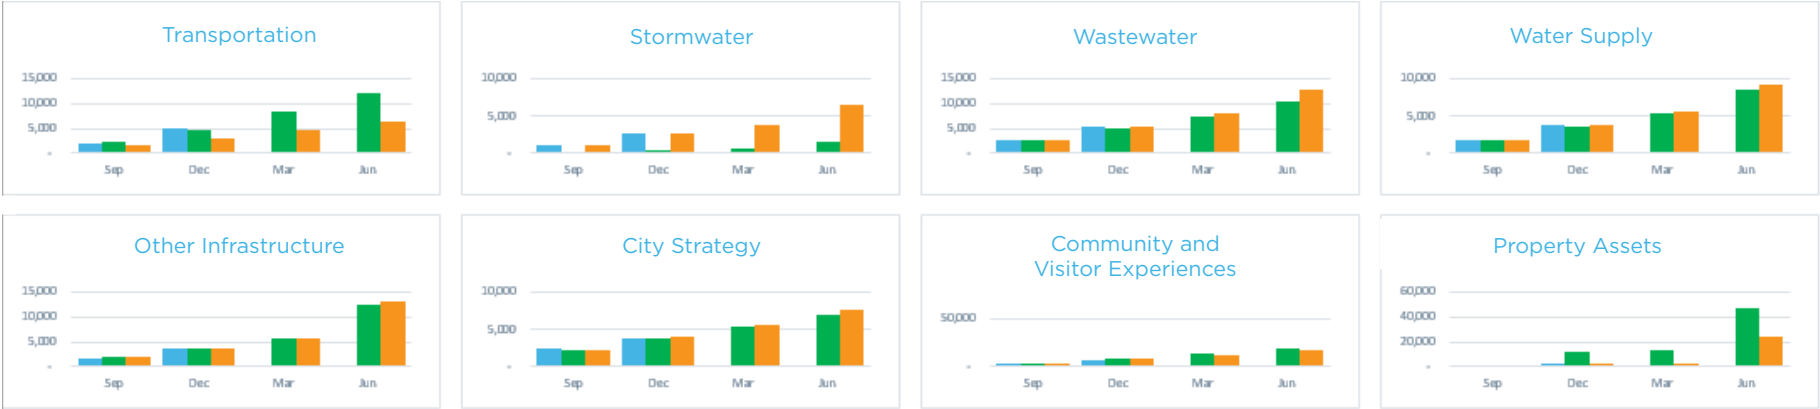 Transportation
15,000
10,000
5,000
-
Sep Dec Mar Jun
Stormwater
10,000
5,000
-
Sep Dec Mar Jun
Wastewater
15,000
10,000
5,000
-
Sep Dec Mar Jun
Water Supply
10,000
5,000
-
Sep Dec Mar Jun
Other Infrastructure
15,000
10,000
5,000
-
Sep Dec Mar Jun
City Strategy
10,000
5,000
-
Sep Dec Mar Jun
Community and
Visitor Experiences
50,000
-
Sep Dec Mar Jun
Property Assets
60,000
40,000
20,000
-
Sep Dec Mar Jun